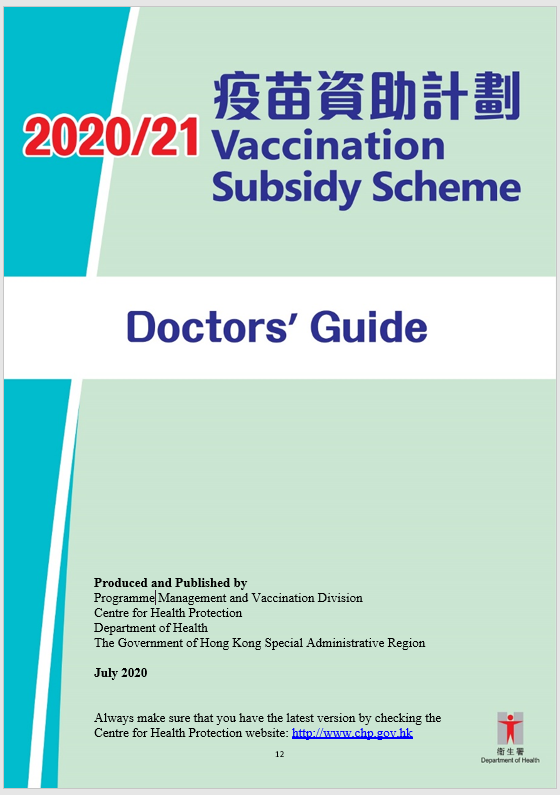 疫苗資助計劃
2020/21
Vaccination
Subsidy Scheme
Doctors' Guide
Produced and Published by
Programme Management and Vaccination Division
Centre for Health Protection
Department of Health
The Government of Hong Kong Special Administrative Region
July 2020
Always make sure that you have the latest version by checking the
Centre for Health Protection website: http://www.chp.gov.hk
12
衞生署
Department of Health